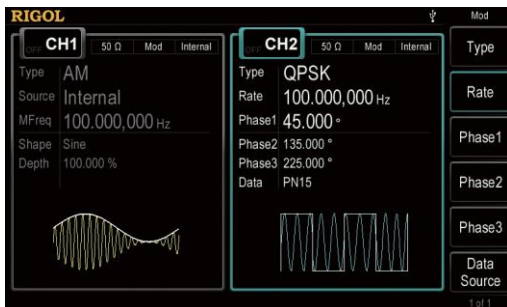 RIGOL
Mod
OFF CH1 50 Ω Mod Internal
Type AM
Source Internal
MFreq 100.000,000 Hz
Shape Sine
Depth 100.000 %
OFF CH2 50 Ω Mod Internal
Type QPSK
Rate 100.000,000 Hz
Phase1 45.000 °
Phase2 135.000 °
Phase3 225.000 °
Data PN15
Type
Rate
Phase1
Phase2
Phase3
Data
Source
1 of 1